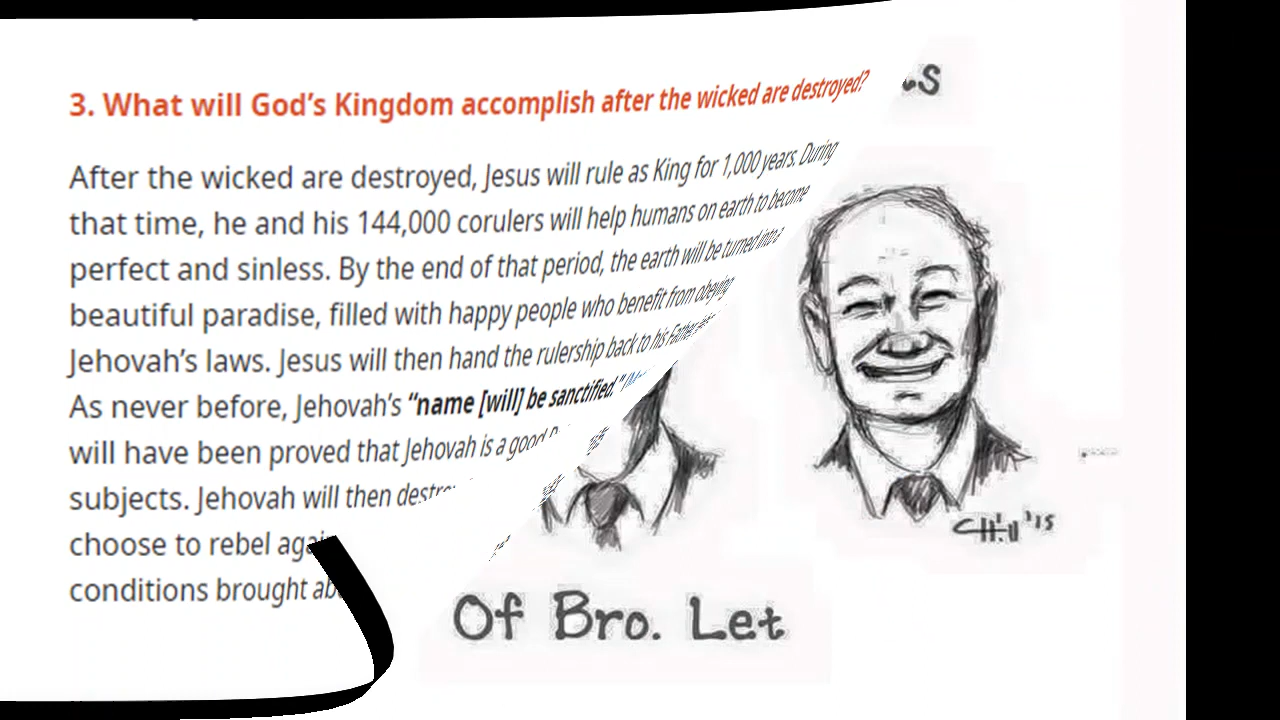 3. What will God's Kingdom accomplish after the wicked are destroyed?
After the wicked are destroyed, Jesus will rule as King for 1,000 years. During
that time, he and his 144,000 corulers will help humans on earth to become
perfect and sinless. By the end of that period, the earth will be turned into a
beautiful paradise, filled with happy people who benefit from obeying
Jehovah's laws. Jesus will then hand the rulership back to his Father,
As never before, Jehovah's “name [will] be sanctified.”
will have been proved that Jehovah is a good
subjects. Jehovah will then
choose to rebel
conditions brought
Of Bro. Let